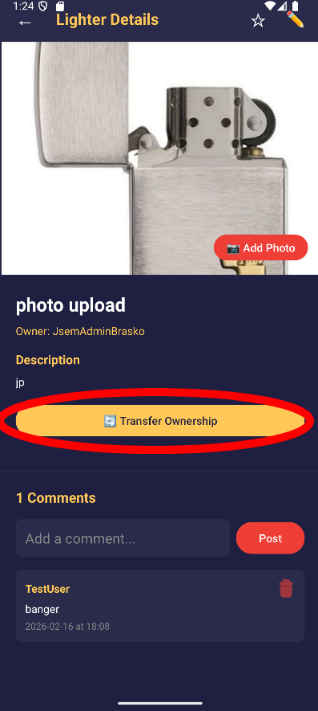 1:24
Lighter Details
Add Photo
photo upload
Owner: JsemAdminBrasko
Description
jp
Transfer Ownership
1 Comments
Add a comment...
Post
TestUser
banger
2026-02-16 at 18:08